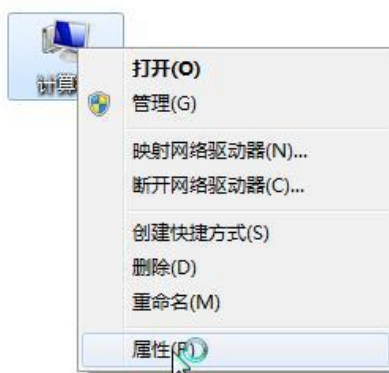 计算
打开(O)
管理(G)
映射网络驱动器(N)...
断开网络驱动器(C)...
创建快捷方式(S)
删除(D)
重命名(M)
属性(R)